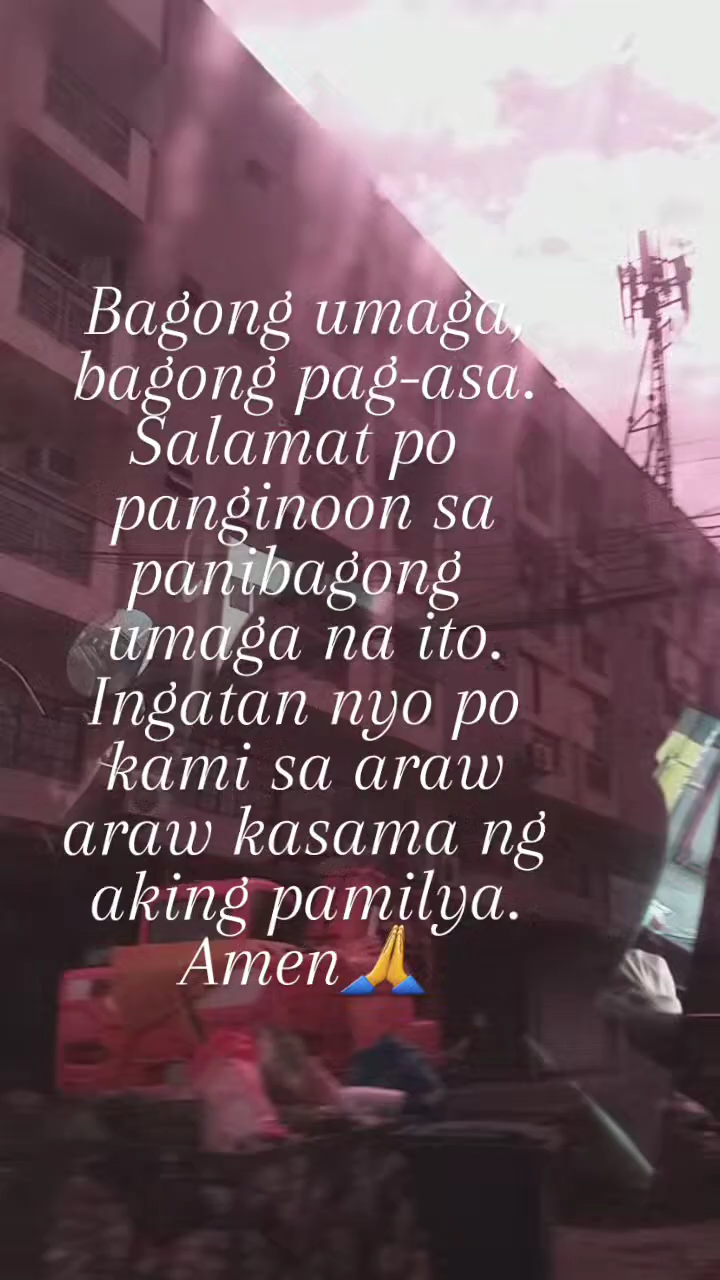 Bagong umaga,
bagong pag-asa.
Salamat po
panginoon sa
panibagong
umaga na ito.
Ingatan nyo po
kami sa araw
araw kasama ng
aking pamilya.
Amen🙏